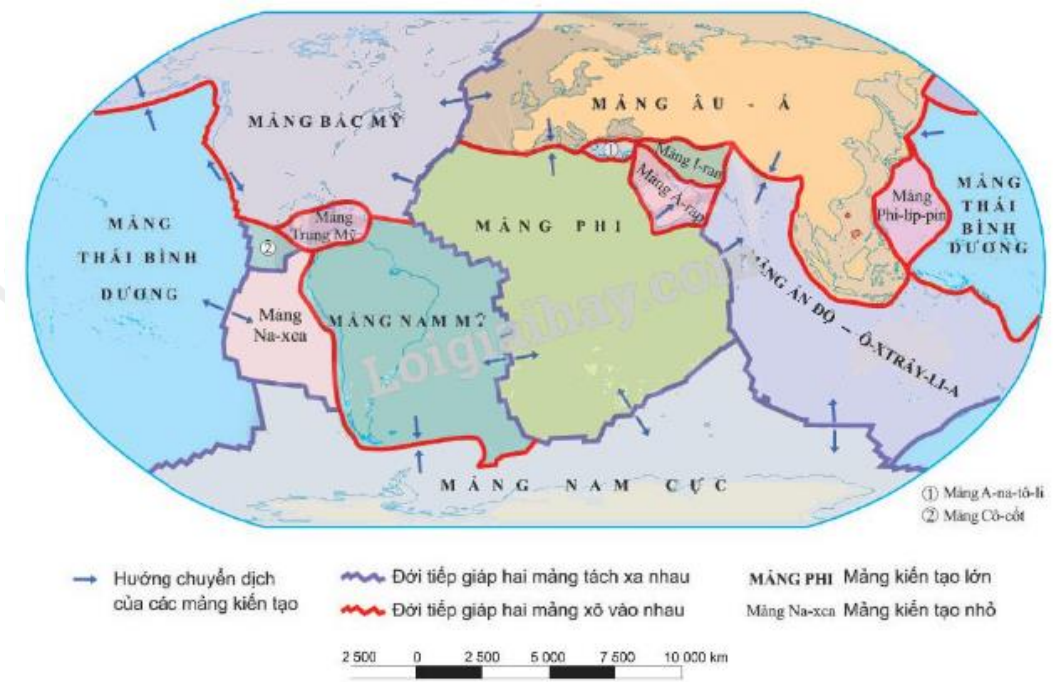 MẢNG BẮC MỸ
MẢNG ÂU - Á
①
Mảng I-ran
Mảng Ả-rạp
MẢNG
THÁI BÌNH
DƯƠNG
Mảng
Trung Mỹ
②
MẢNG PHI
Mảng
Phi-líp-pin
MẢNG
THÁI
BÌNH
DƯƠNG
Mảng
Na-xca
MẢNG NAM MỸ
MẢNG ẤN ĐỘ – Ô-XTRÂY-LI-A
Loigiaihay.com
MẢNG NAM CỰC
① Mảng A-na-tô-li
② Mảng Cô-cốt
Hướng chuyển dịch
của các mảng kiến tạo
Đới tiếp giáp hai mảng tách xa nhau
Đới tiếp giáp hai mảng xô vào nhau
MẢNG PHI Mảng kiến tạo lớn
Mảng Na-xca Mảng kiến tạo nhỏ
2 500 0 2 500 5 000 7 500 10 000 km